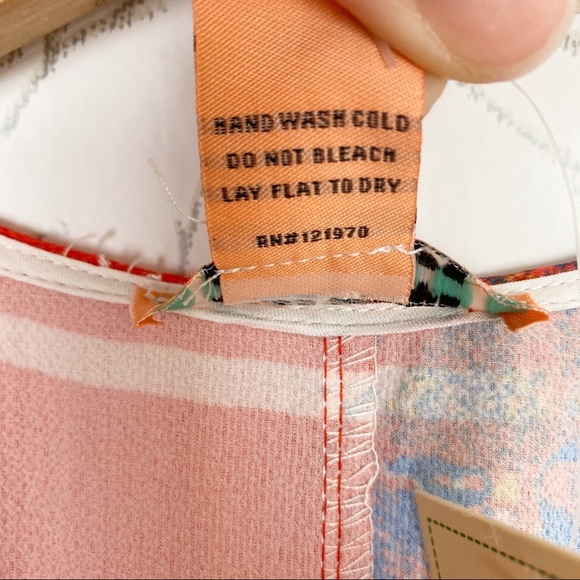 HAND WASH COLD
DO NOT BLEACH
LAY FLAT TO DRY
RN#121970